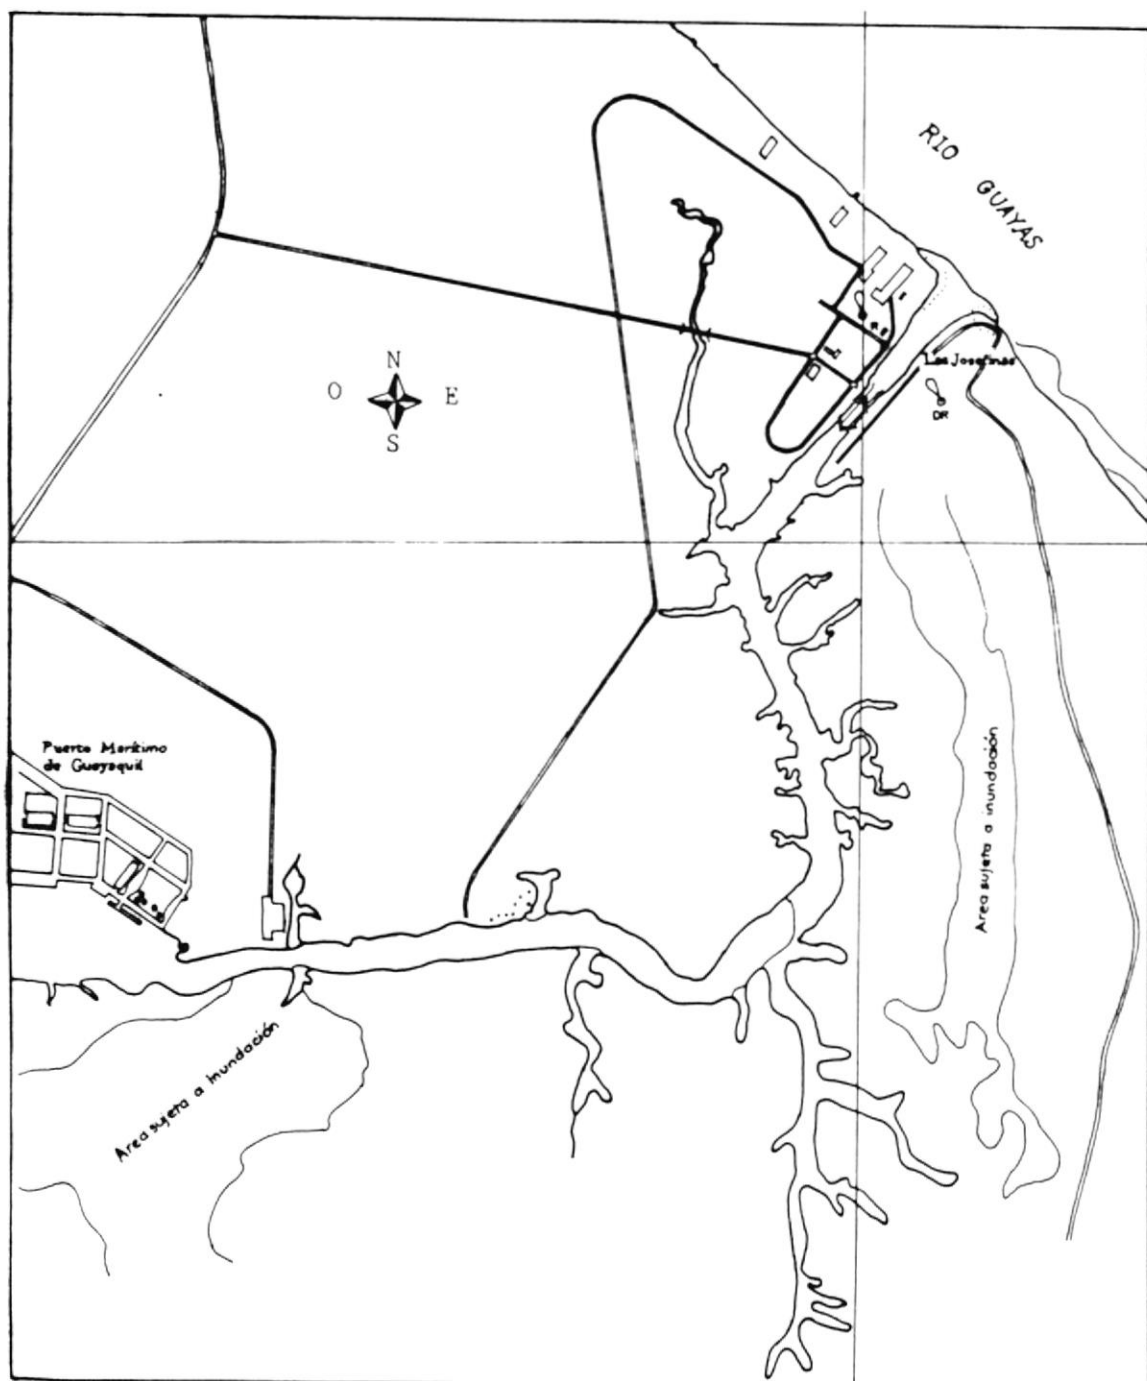 RIO
GUAYAS
Las Josefinas
DR
N
O
E
S
Puerto Marítimo
de Guayaquil
Area sujeta a inundación
Area sujeta a inundación